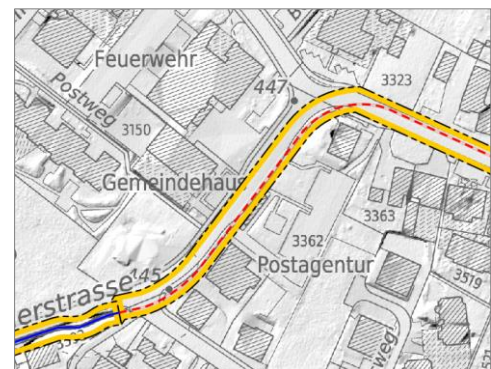 Feuerwehr
3323
447
Postweg
3150
Gemeindehaus
3363
3362
Postagentur
445
erstrasse
3519
weg